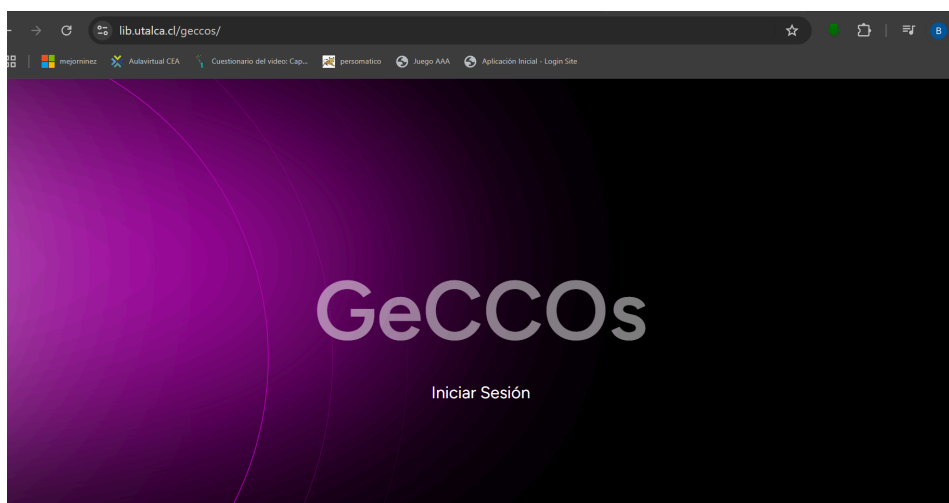 lib.utalca.cl/geccos/
B
mejorninez Aulavirtual CEA Cuestionario del video: Cap... personatico Juego AAA Aplicación Inicial - Login Site
GeCCOs
Iniciar Sesión